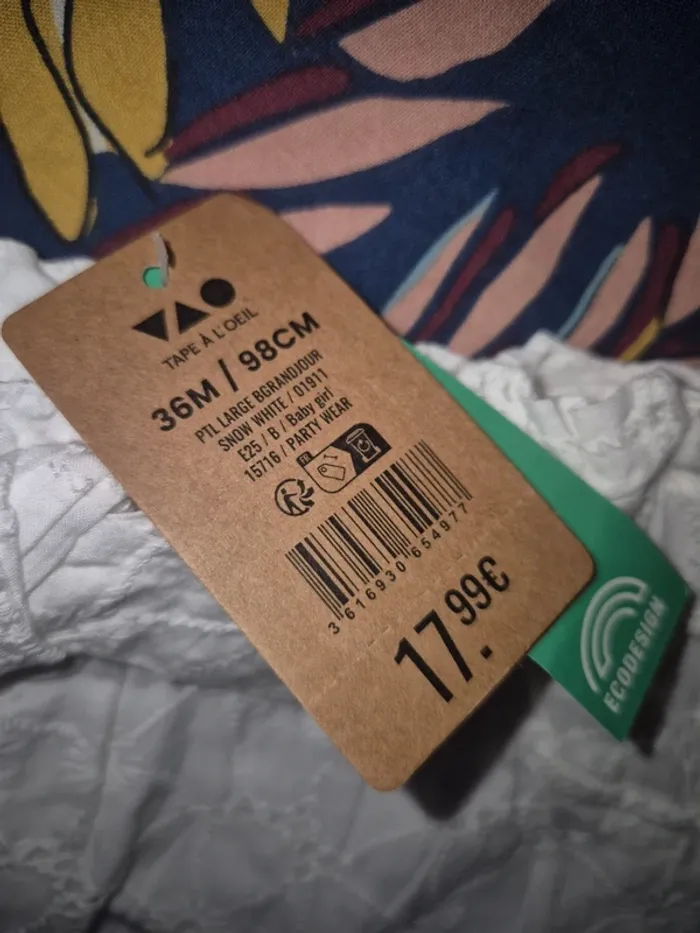 TAPE À L'OEIL
36M / 98CM
PTL LARGE BGRANDJOUR
SNOW WHITE / 01911
E25 / B / Baby girl
15716 / PARTY WEAR
FR
3 616930 654977
17.99€
ECODESIGN